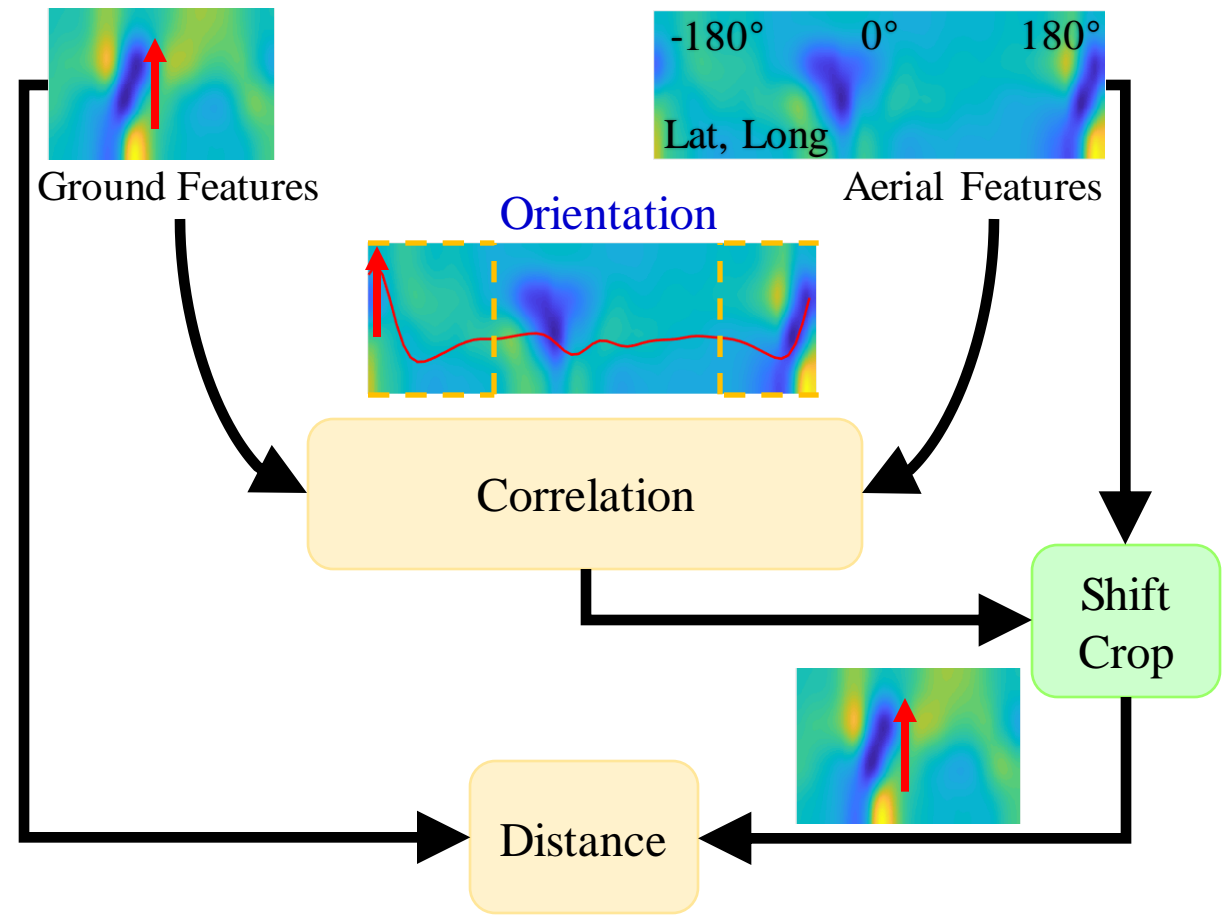 -180° 0° 180°
Lat, Long
Ground Features
Aerial Features
Orientation
Correlation
Shift
Crop
Distance